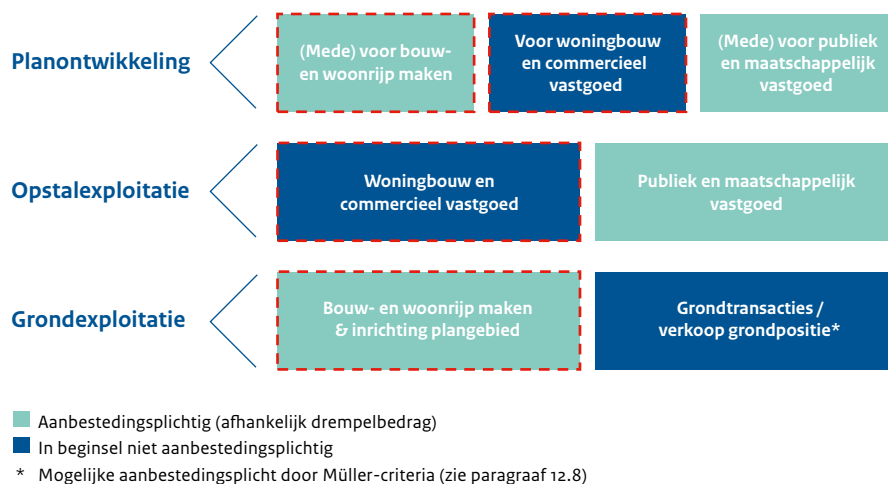 Planontwikkeling
(Mede) voor bouw-
en woonrijp maken
Voor woningbouw
en commercieel
vastgoed
(Mede) voor publiek
en maatschappelijk
vastgoed
Opstalexploitatie
Woningbouw en
commercieel vastgoed
Publiek en maatschappelijk
vastgoed
Grondexploitatie
Bouw- en woonrijp maken
& inrichting plangebied
Grondtransacties /
verkoop grondpositie*
Aanbestedingsplichtig (afhankelijk drempelbedrag)
In beginsel niet aanbestedingsplichtig
* Mogelijke aanbestedingsplicht door Müller-criteria (zie paragraaf 12.8)